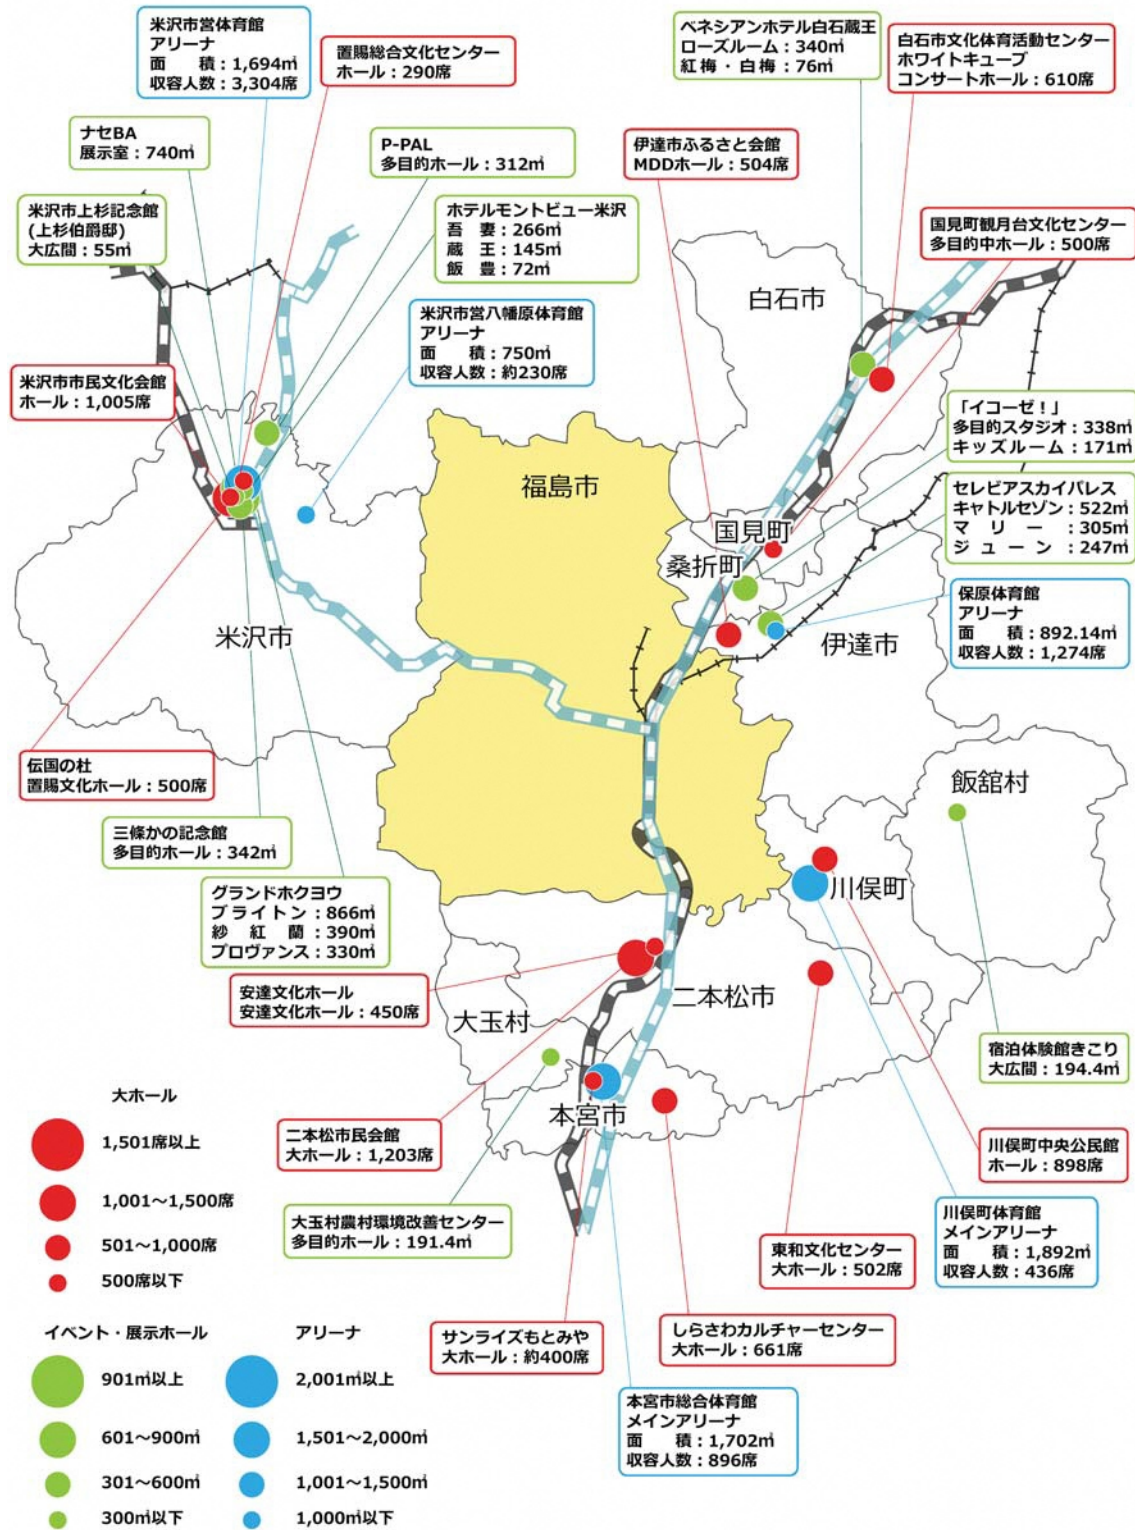 米沢市営体育館
アリーナ
面　積：1,694㎡
収容人数：3,304席
置賜総合文化センター
ホール：290席
ベネシアンホテル白石蔵王
ローズルーム：340㎡
紅梅・白梅：76㎡
白石市文化体育活動センター
ホワイトキューブ
コンサートホール：610席
ナセBA
展示室：740㎡
P-PAL
多目的ホール：312㎡
伊達市ふるさと会館
MDDホール：504席
米沢市上杉記念館
(上杉伯爵邸)
大広間：55㎡
ホテルモントビュー米沢
吾　妻：266㎡
蔵　王：145㎡
飯　豊：72㎡
国見町観月台文化センター
多目的中ホール：500席
白石市
米沢市営八幡原体育館
アリーナ
面　積：750㎡
収容人数：約230席
米沢市市民文化会館
ホール：1,005席
「イコーゼ！」
多目的スタジオ：338㎡
キッズルーム：171㎡
福島市
セレビアスカイパレス
キャトルセゾン：522㎡
マ　リ　ー　：305㎡
ジ　ュ　ー　ン：247㎡
国見町
桑折町
保原体育館
アリーナ
面　積：892.14㎡
収容人数：1,274席
米沢市
伊達市
伝国の杜
置賜文化ホール：500席
飯舘村
三條かの記念館
多目的ホール：342㎡
川俣町
グランドホクヨウ
ブライトン：866㎡
紗　紅　蘭：390㎡
プロヴァンス：330㎡
安達文化ホール
安達文化ホール：450席
二本松市
大玉村
宿泊体験館きこり
大広間：194.4㎡
本宮市
二本松市民会館
大ホール：1,203席
川俣町中央公民館
ホール：898席
大玉村農村環境改善センター
多目的ホール：191.4㎡
川俣町体育館
メインアリーナ
面　積：1,892㎡
収容人数：436席
東和文化センター
大ホール：502席
サンライズもとみや
大ホール：約400席
しらさわカルチャーセンター
大ホール：661席
本宮市総合体育館
メインアリーナ
面　積：1,702㎡
収容人数：896席
大ホール
1,501席以上
1,001〜1,500席
501〜1,000席
500席以下
イベント・展示ホール
901㎡以上
601〜900㎡
301〜600㎡
300㎡以下
アリーナ
2,001㎡以上
1,501〜2,000㎡
1,001〜1,500㎡
1,000㎡以下